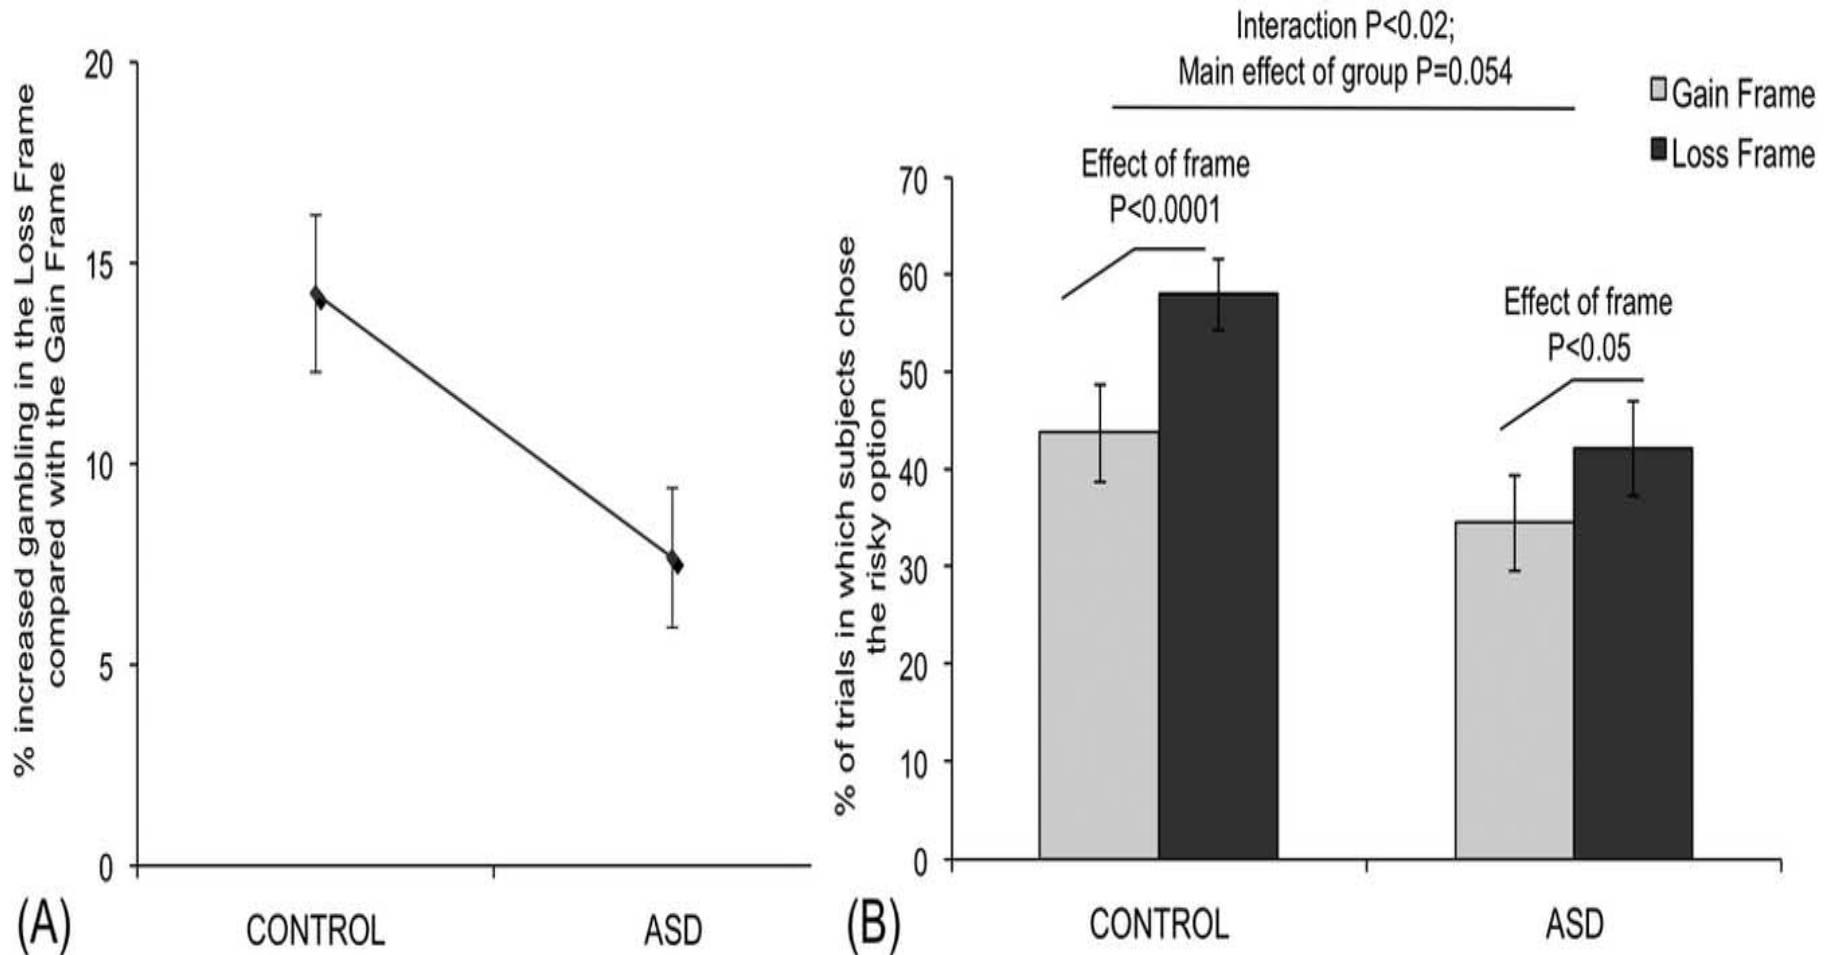 % increased gambling in the Loss Frame
compared with the Gain Frame
20
15
10
5
0
CONTROL
ASD
(A)
Interaction P<0.02;
Main effect of group P=0.054
Gain Frame
Loss Frame
Effect of frame
P<0.0001
Effect of frame
P<0.05
% of trials in which subjects chose
the risky option
70
60
50
40
30
20
10
0
CONTROL
ASD
(B)